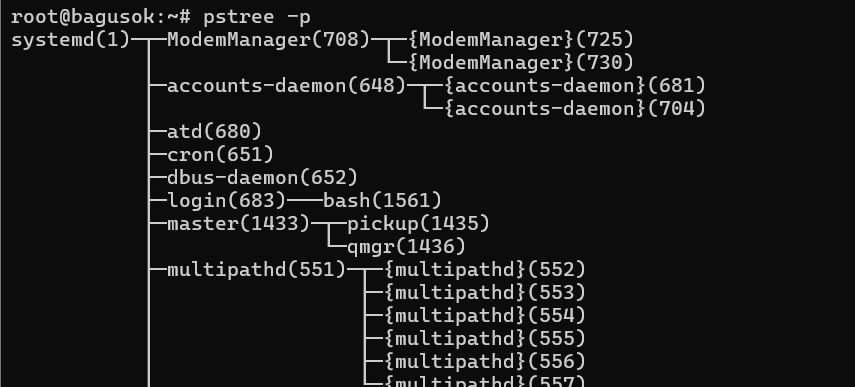 root@bagusok:~# pstree -p
systemd(1)─┬─ModemManager(708)─┬─{ModemManager}(725)
           │                   └─{ModemManager}(730)
           ├─accounts-daemon(648)─┬─{accounts-daemon}(681)
           │                      └─{accounts-daemon}(704)
           ├─atd(680)
           ├─cron(651)
           ├─dbus-daemon(652)
           ├─login(683)───bash(1561)
           ├─master(1433)─┬─pickup(1435)
           │              └─qmgr(1436)
           ├─multipathd(551)─┬─{multipathd}(552)
           │                 ├─{multipathd}(553)
           │                 ├─{multipathd}(554)
           │                 ├─{multipathd}(555)
           │                 ├─{multipathd}(556)
           │                 ├─{multipathd}(557)